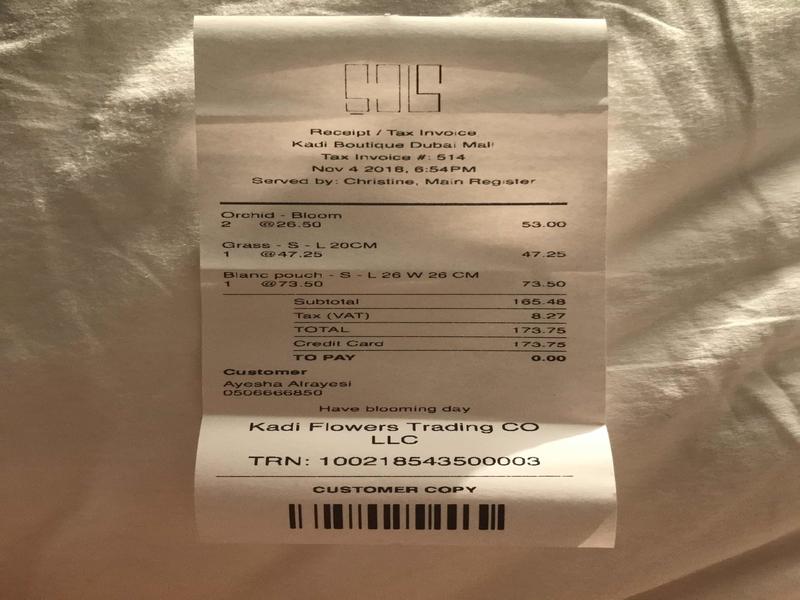 Receipt / Tax Invoice
Kadi Boutique Dubai Mall
Tax Invoice #: 514
Nov 4 2018, 6:54PM
Served by: Christine, Main Register
Orchid - Bloom
2 @26.50 53.00
Grass - S - L 20CM
1 @47.25 47.25
Blanc pouch - S - L 26 W 26 CM
1 @73.50 73.50
Subtotal 165.48
Tax (VAT) 8.27
TOTAL 173.75
Credit Card 173.75
TO PAY 0.00
Customer
Ayesha Alrayesi
0506666850
Have blooming day
Kadi Flowers Trading CO
LLC
TRN: 100218543500003
CUSTOMER COPY